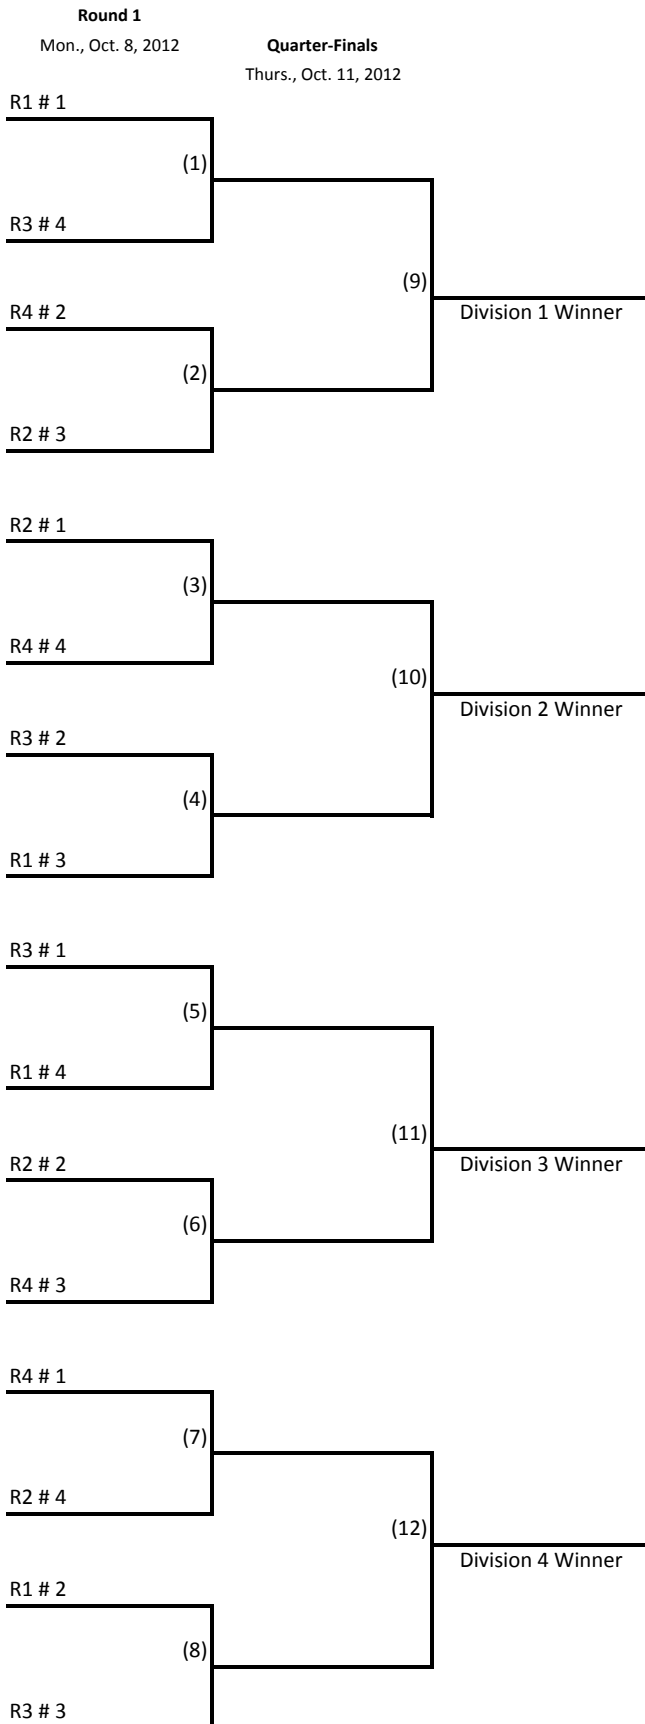 Round 1
Mon., Oct. 8, 2012
Quarter-Finals
Thurs., Oct. 11, 2012
R1 # 1
(1)
R3 # 4
(9)
R4 # 2
Division 1 Winner
(2)
R2 # 3
R2 # 1
(3)
R4 # 4
(10)
Division 2 Winner
R3 # 2
(4)
R1 # 3
R3 # 1
(5)
R1 # 4
(11)
R2 # 2
Division 3 Winner
(6)
R4 # 3
R4 # 1
(7)
R2 # 4
(12)
Division 4 Winner
R1 # 2
(8)
R3 # 3